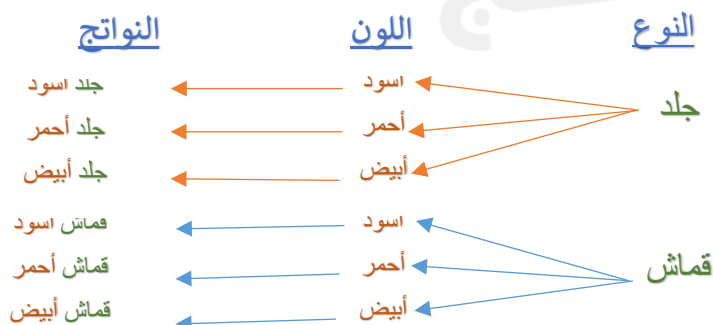 النوع اللون النواتج
جلد
اسود جلد اسود
أحمر جلد أحمر
أبيض جلد أبيض
قماش
اسود قماش اسود
أحمر قماش أحمر
أبيض قماش أبيض